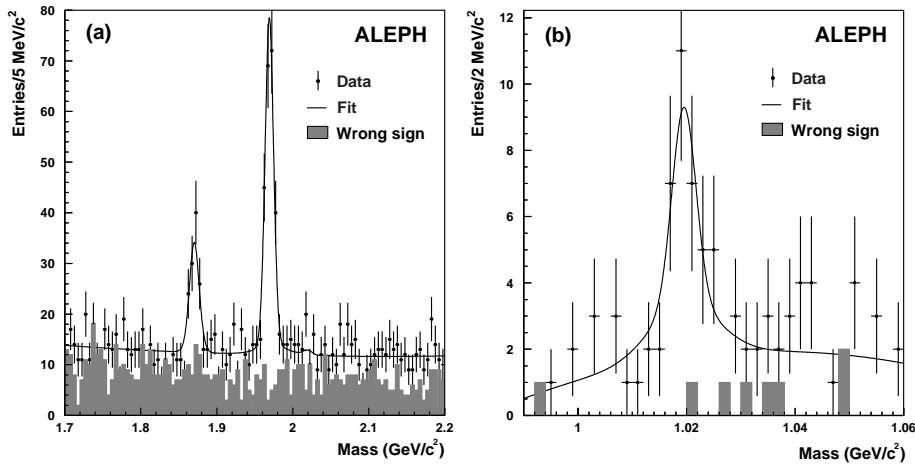 (a)
ALEPH
Data
Fit
Wrong sign
Entries/5 MeV/c²
80
70
60
50
40
30
20
10
0
1.7
1.8
1.9
2
2.1
2.2
Mass (GeV/c²)
(b)
ALEPH
Data
Fit
Wrong sign
Entries/2 MeV/c²
12
10
8
6
4
2
0
1
1.02
1.04
1.06
Mass (GeV/c²)